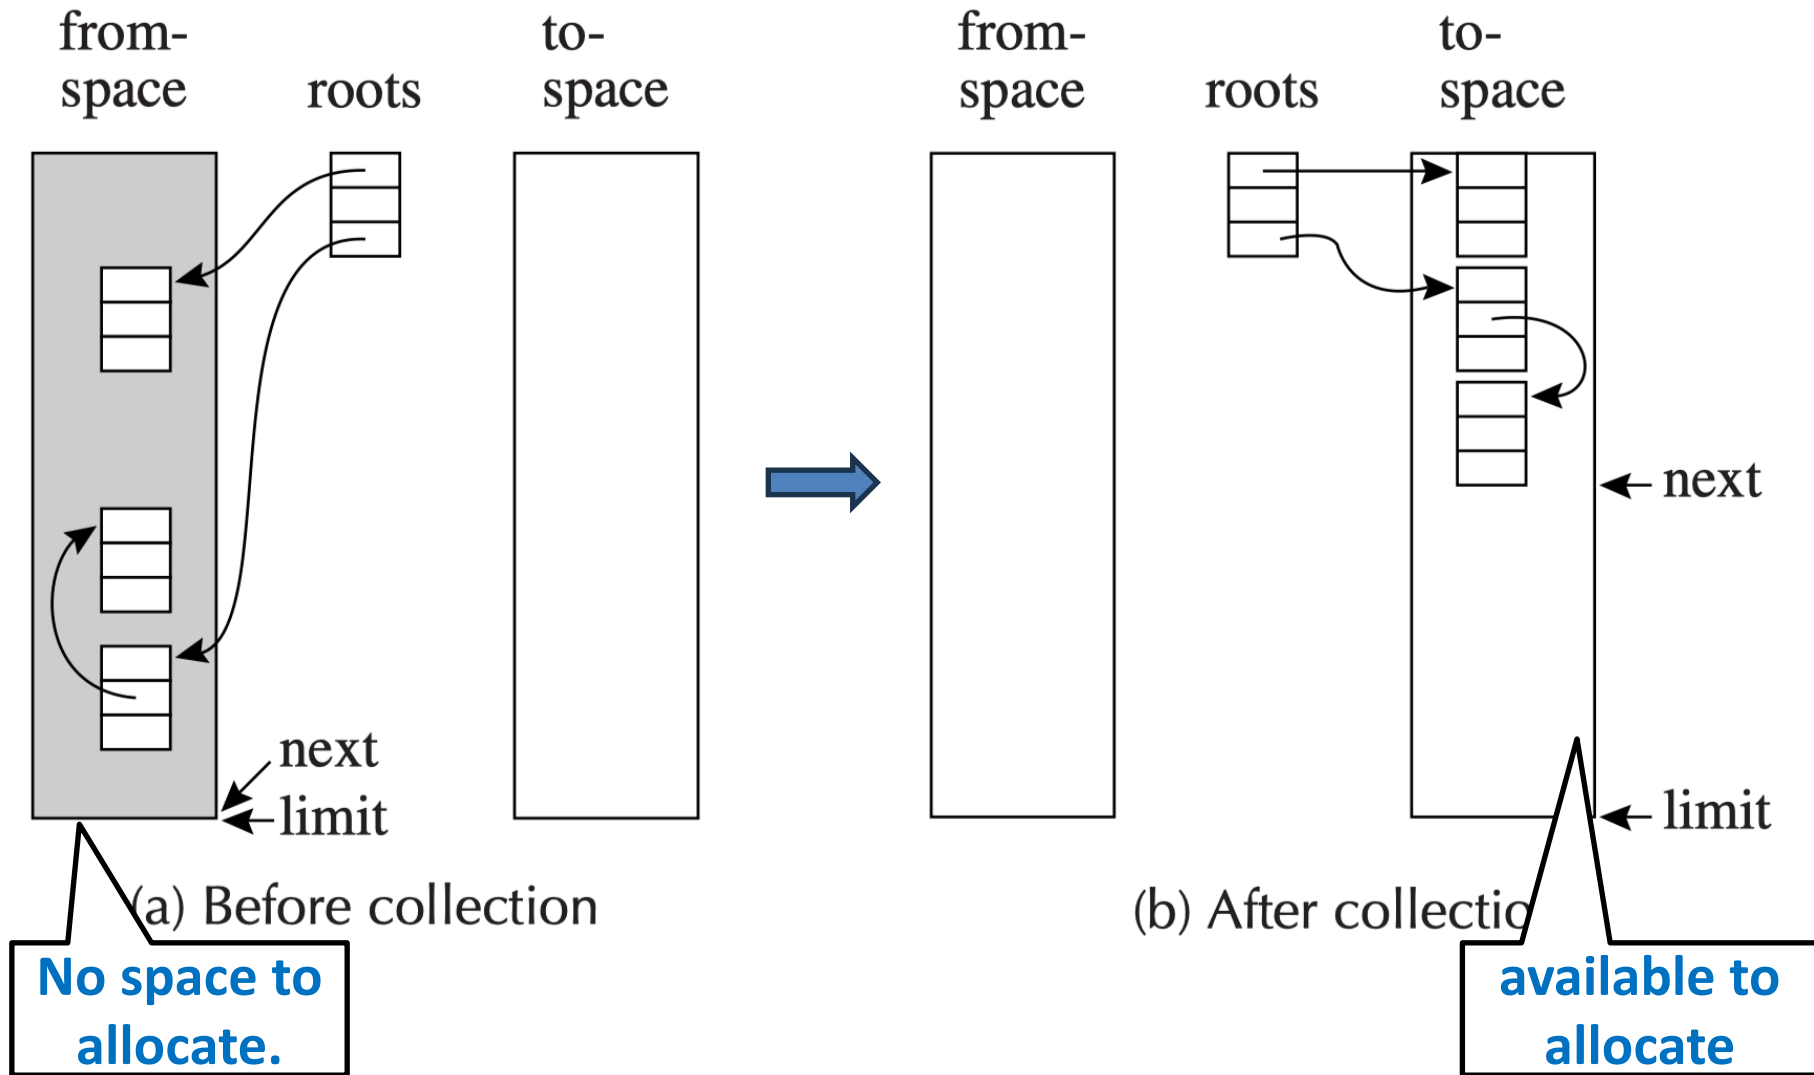 from-
space
roots
to-
space
from-
space
roots
to-
space
next
limit
next
limit
(a) Before collection
(b) After collectio
No space to
allocate.
available to
allocate